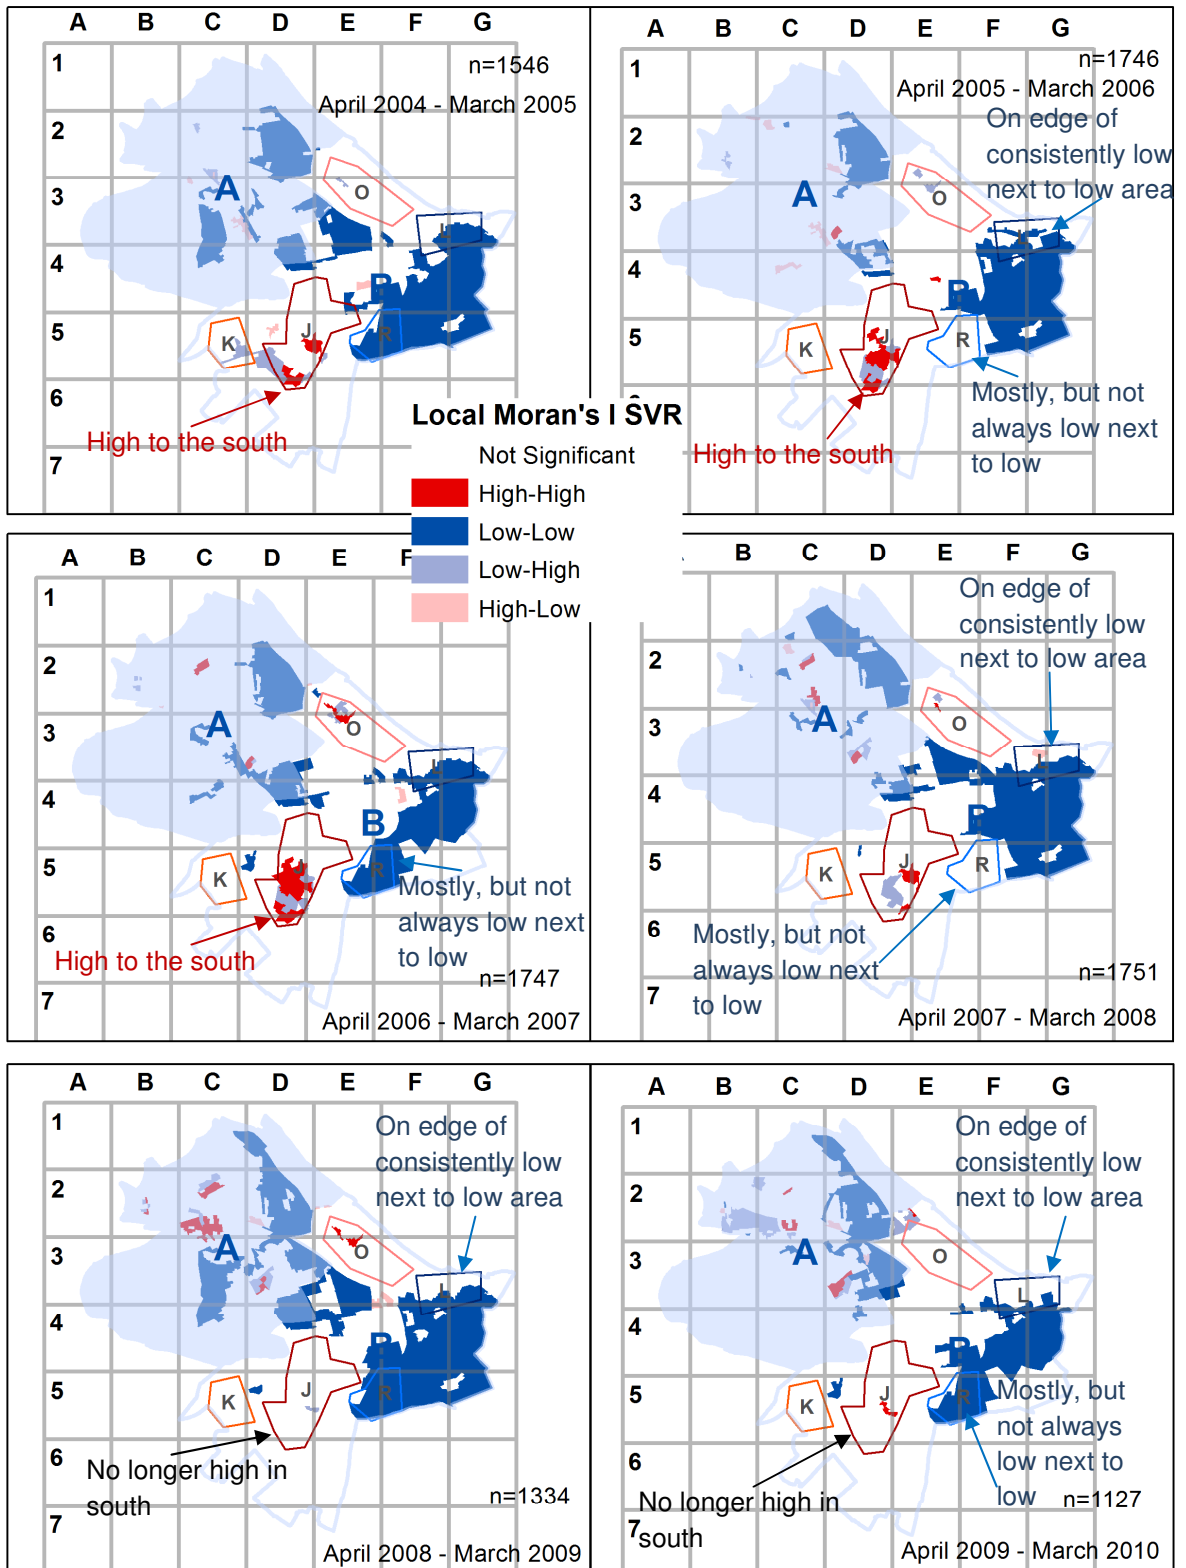 A B C D E F G
1
2
3
4
5
6
7
n=1546
April 2004 - March 2005
A
O
L
B
K
J
R
High to the south
A B C D E F G
1
2
3
4
5
n=1746
April 2005 - March 2006
On edge of
consistently low
next to low area
A
O
L
B
K
J
R
Mostly, but not
always low next
to low
High to the south
Local Moran's I SVR
Not Significant
High-High
Low-Low
Low-High
High-Low
A B C D E F
1
2
3
4
5
6
7
A
O
L
B
K
J
R
Mostly, but not
always low next
to low
High to the south
n=1747
April 2006 - March 2007
B C D E F G
2
3
4
5
6
7
On edge of
consistently low
next to low area
A
O
L
B
K
J
R
Mostly, but not
always low next
to low
n=1751
April 2007 - March 2008
A B C D E F G
1
2
3
4
5
6
7
On edge of
consistently low
next to low area
A
O
L
B
K
J
R
No longer high in
south
n=1334
April 2008 - March 2009
A B C D E F G
1
2
3
4
5
6
7
On edge of
consistently low
next to low area
A
O
L
B
K
J
R
Mostly, but
not always
low next to
low
n=1127
No longer high in
south
April 2009 - March 2010